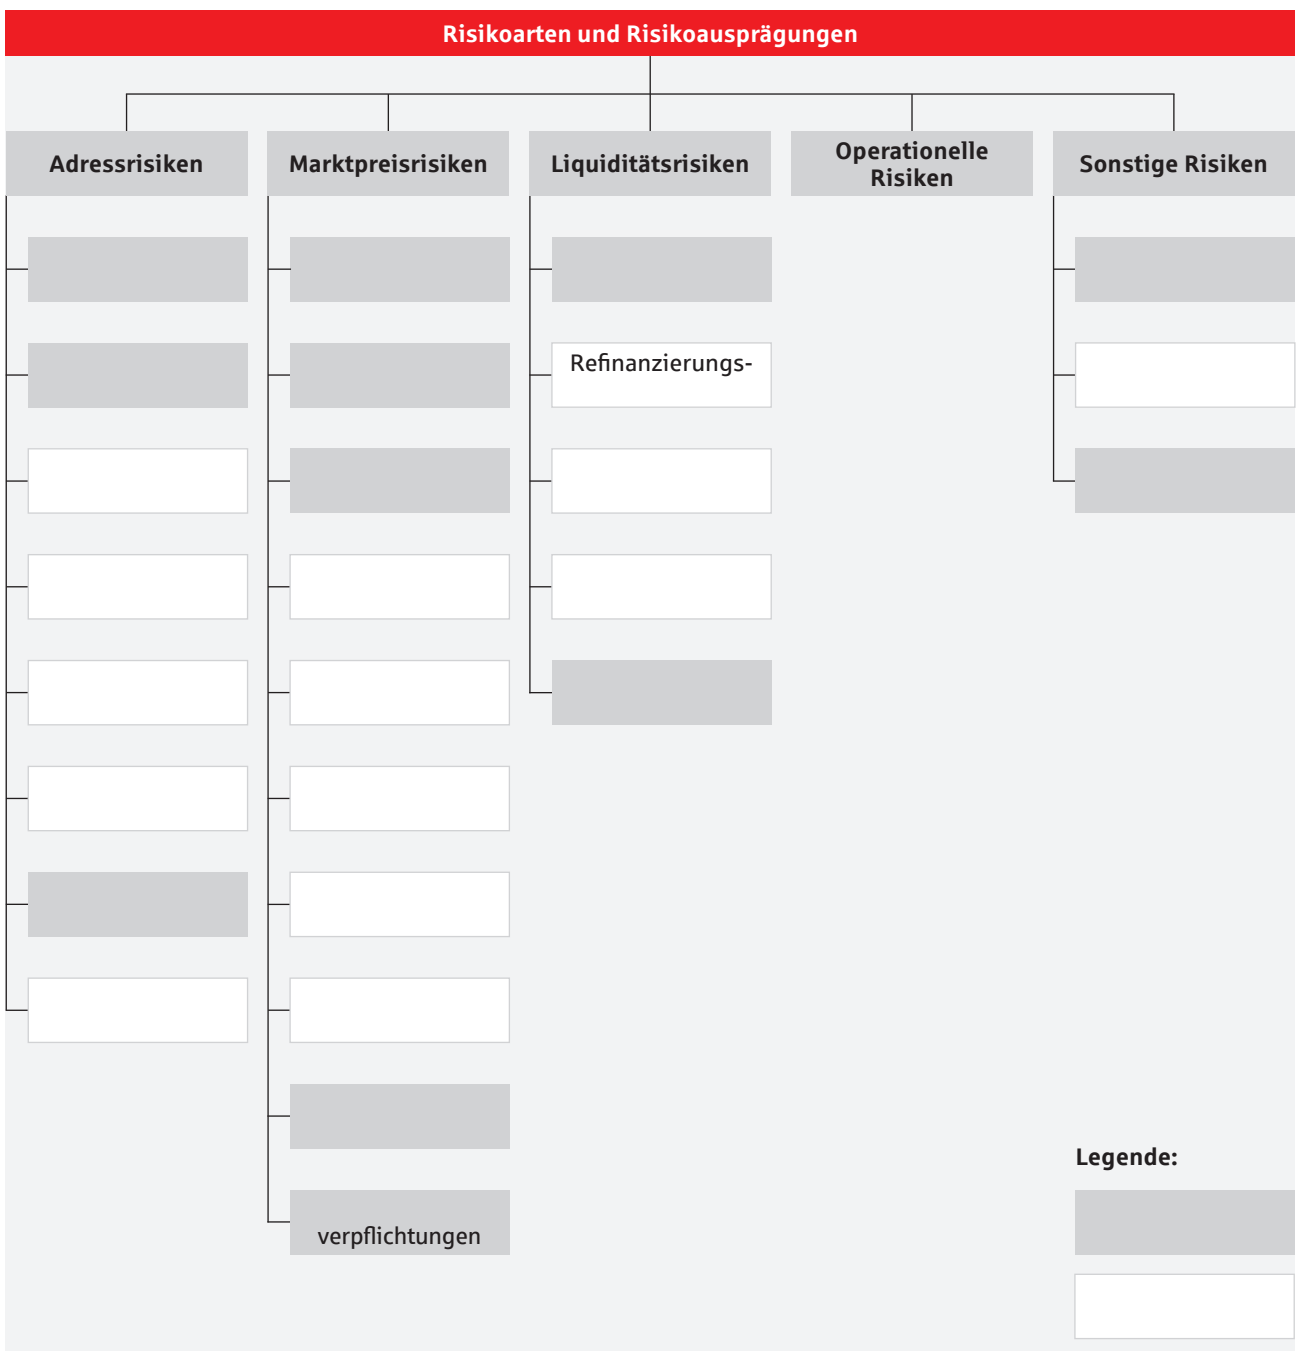 Risikoarten und Risikoausprägungen
Adressrisiken
Marktpreisrisiken
Liquiditätsrisiken
Operationelle
Risiken
Sonstige Risiken
Refinanzierungs-
verpflichtungen
Legende: